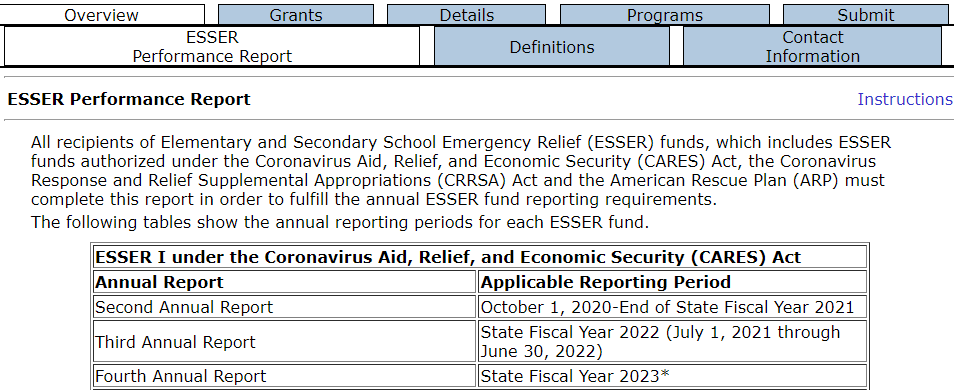 Overview Grants Details Programs Submit
ESSER
Performance Report
Definitions
Contact
Information
ESSER Performance Report Instructions
All recipients of Elementary and Secondary School Emergency Relief (ESSER) funds, which includes ESSER
funds authorized under the Coronavirus Aid, Relief, and Economic Security (CARES) Act, the Coronavirus
Response and Relief Supplemental Appropriations (CRRSA) Act and the American Rescue Plan (ARP) must
complete this report in order to fulfill the annual ESSER fund reporting requirements.
The following tables show the annual reporting periods for each ESSER fund.
ESSER I under the Coronavirus Aid, Relief, and Economic Security (CARES) Act
Annual Report Applicable Reporting Period
Second Annual Report October 1, 2020-End of State Fiscal Year 2021
Third Annual Report State Fiscal Year 2022 (July 1, 2021 through
June 30, 2022)
Fourth Annual Report State Fiscal Year 2023*